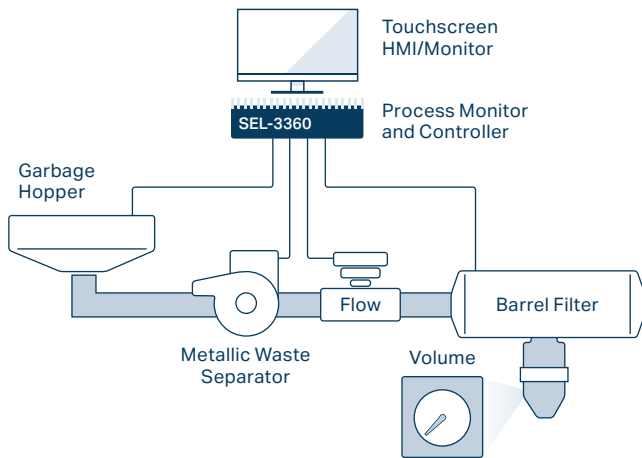 Touchscreen
HMI/Monitor
SEL-3360
Process Monitor
and Controller
Garbage
Hopper
Flow
Barrel Filter
Metallic Waste
Separator
Volume